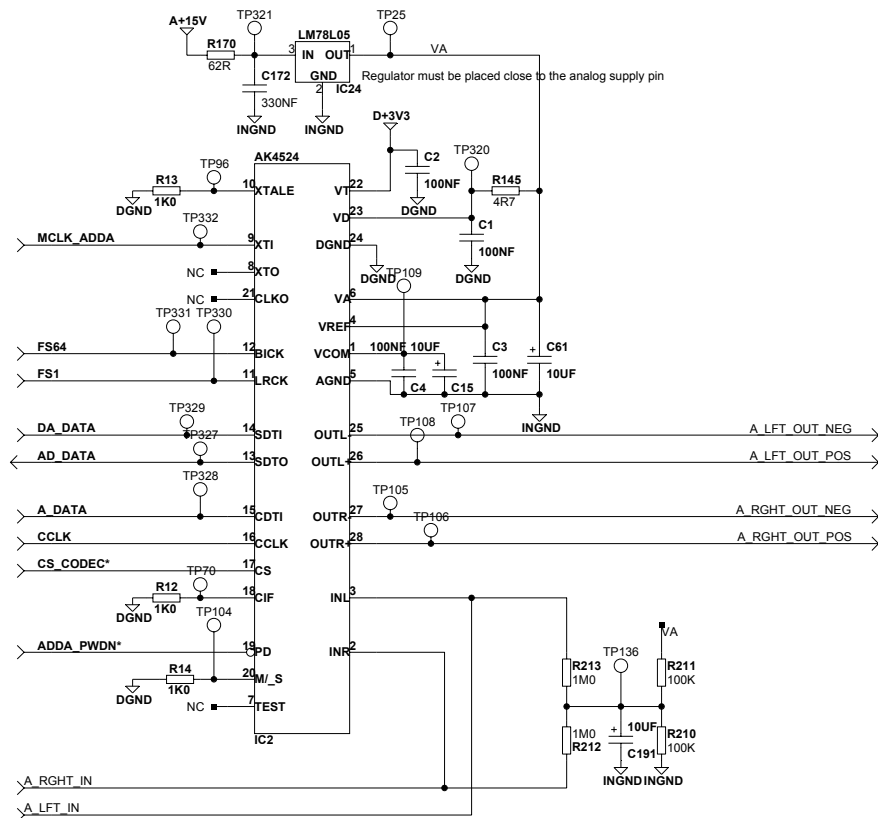 A+15V
TP321
TP25
LM78L05
R170
62R
3 IN OUT 1
VA
C172
330NF
GND
2
IC24
Regulator must be placed close to the analog supply pin
INGND
INGND
D+3V3
AK4524
C2
100NF
TP320
TP96
R13
1K0
DGND
10 XTALE
VT 22
DGND
R145
4R7
VD 23
C1
100NF
TP332
MCLK_ADDA
9 XTI
DGND 24
DGND
DGND
NC
8 XTO
TP109
NC
21 CLKO
VA 6
TP331
TP330
VREF 4
FS64
12 BICK
VCOM 1
100NF
10UF
C3
100NF
C61
10UF
FS1
11 LRCK
AGND 5
C4
C15
INGND
TP329
TP108
TP107
DA_DATA
14 SDTI
OUTL- 25
A_LFT_OUT_NEG
TP327
AD_DATA
13 SDTO
OUTL+ 26
A_LFT_OUT_POS
TP328
TP105
A_DATA
15 CDTI
OUTR- 27
A_RGHT_OUT_NEG
TP106
CCLK
16 CCLK
OUTR+ 28
A_RGHT_OUT_POS
CS_CODEC*
17 CS
TP70
R12
1K0
DGND
18 CIF
INL 3
TP104
VA
ADDA_PWDN*
19 PD
INR 2
TP136
R14
1K0
DGND
20 M/_S
R213
1M0
R211
100K
NC
7 TEST
IC2
1M0
R212
10UF
C191
R210
100K
INGND
INGND
A_RGHT_IN
A_LFT_IN